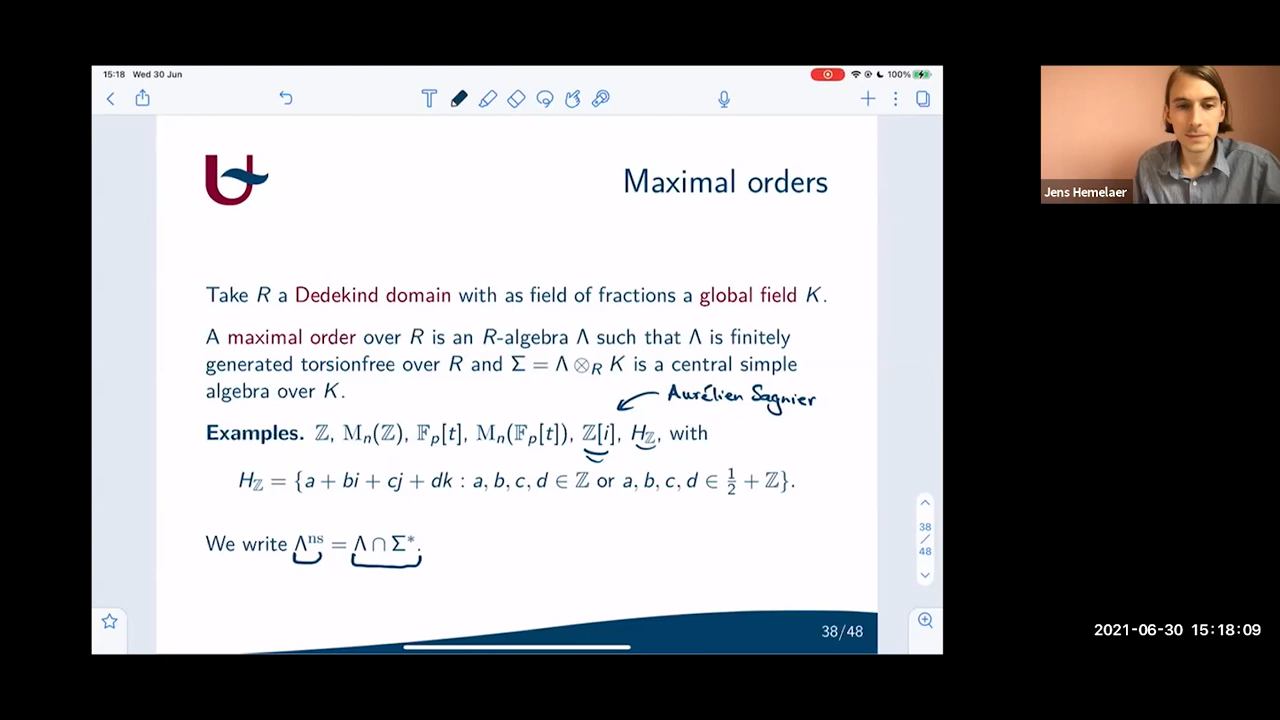 15:18 Wed 30 Jun
100%
Maximal orders
Jens Hemelaer
Take R a Dedekind domain with as field of fractions a global field K.
A maximal order over R is an R-algebra Λ such that Λ is finitely
generated torsionfree over R and Σ = Λ ⊗_R K is a central simple
algebra over K.
Aurélien Sagnier
Examples. ℤ, M_n(ℤ), 𝔽_p[t], M_n(𝔽_p[t]), ℤ[i], H_ℤ, with
H_ℤ = {a + bi + cj + dk : a, b, c, d ∈ ℤ or a, b, c, d ∈ 1/2 + ℤ}.
We write Λ^ns = Λ ∩ Σ*.
38
/
48
38/48
2021-06-30 15:18:09